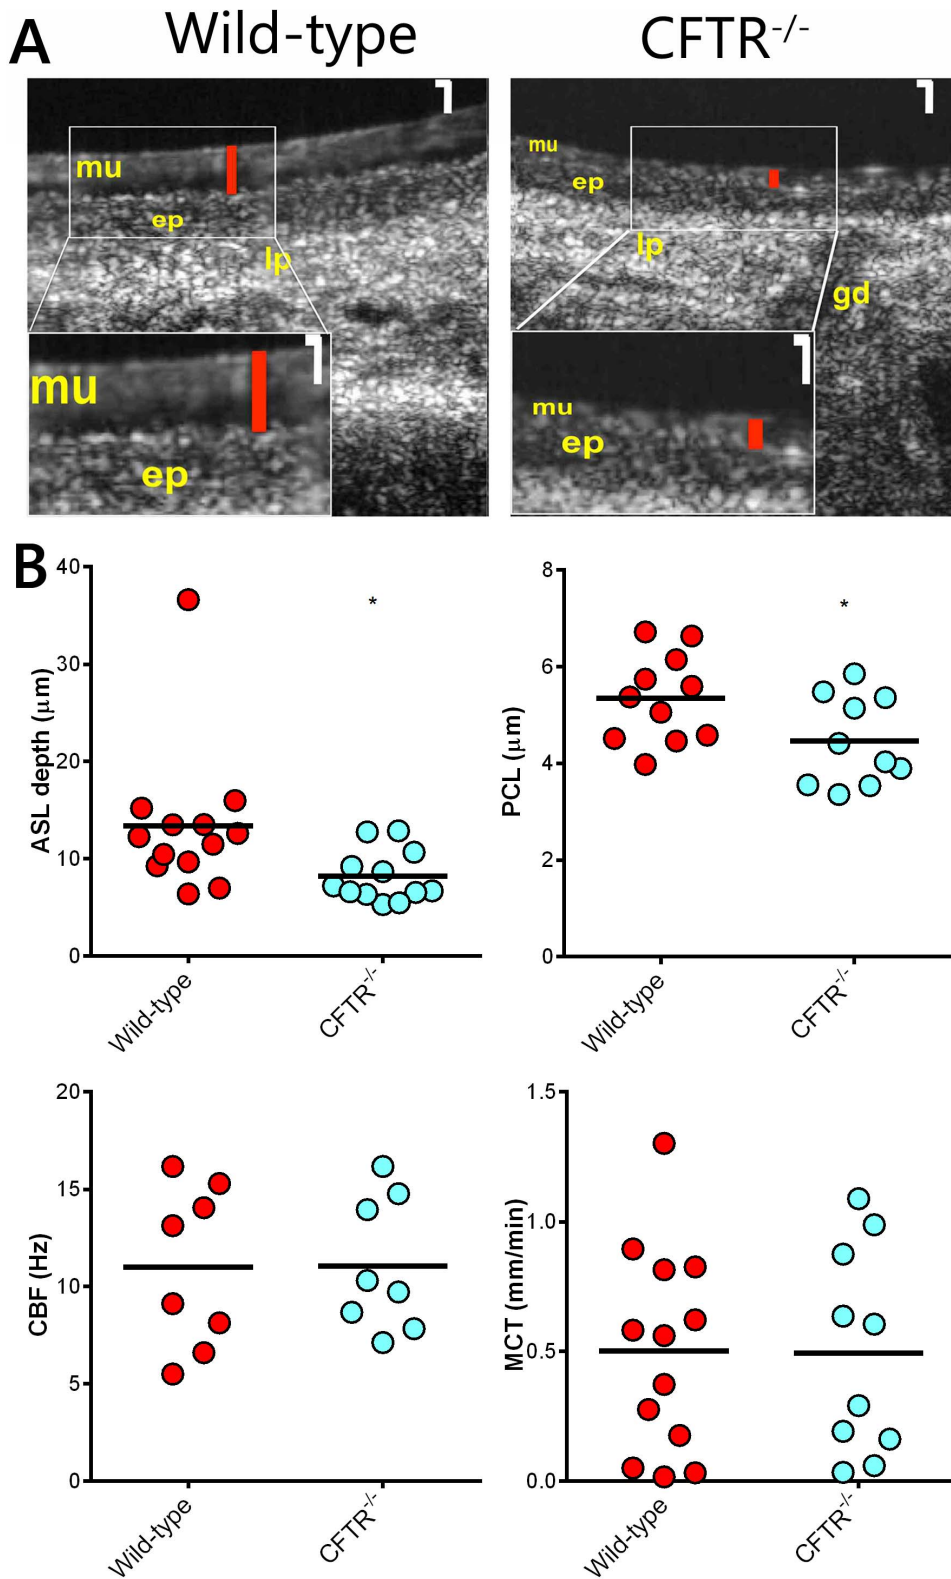 A
Wild-type
CFTR-/-
mu
ep
lp
mu
ep
mu
ep
lp
gd
mu
ep
B
40
30
20
10
0
ASL depth (μm)
*
Wild-type
CFTR-/-
8
6
4
2
0
PCL (μm)
*
Wild-type
CFTR-/-
20
15
10
5
0
CBF (Hz)
Wild-type
CFTR-/-
1.5
1.0
0.5
0.0
MCT (mm/min)
Wild-type
CFTR-/-